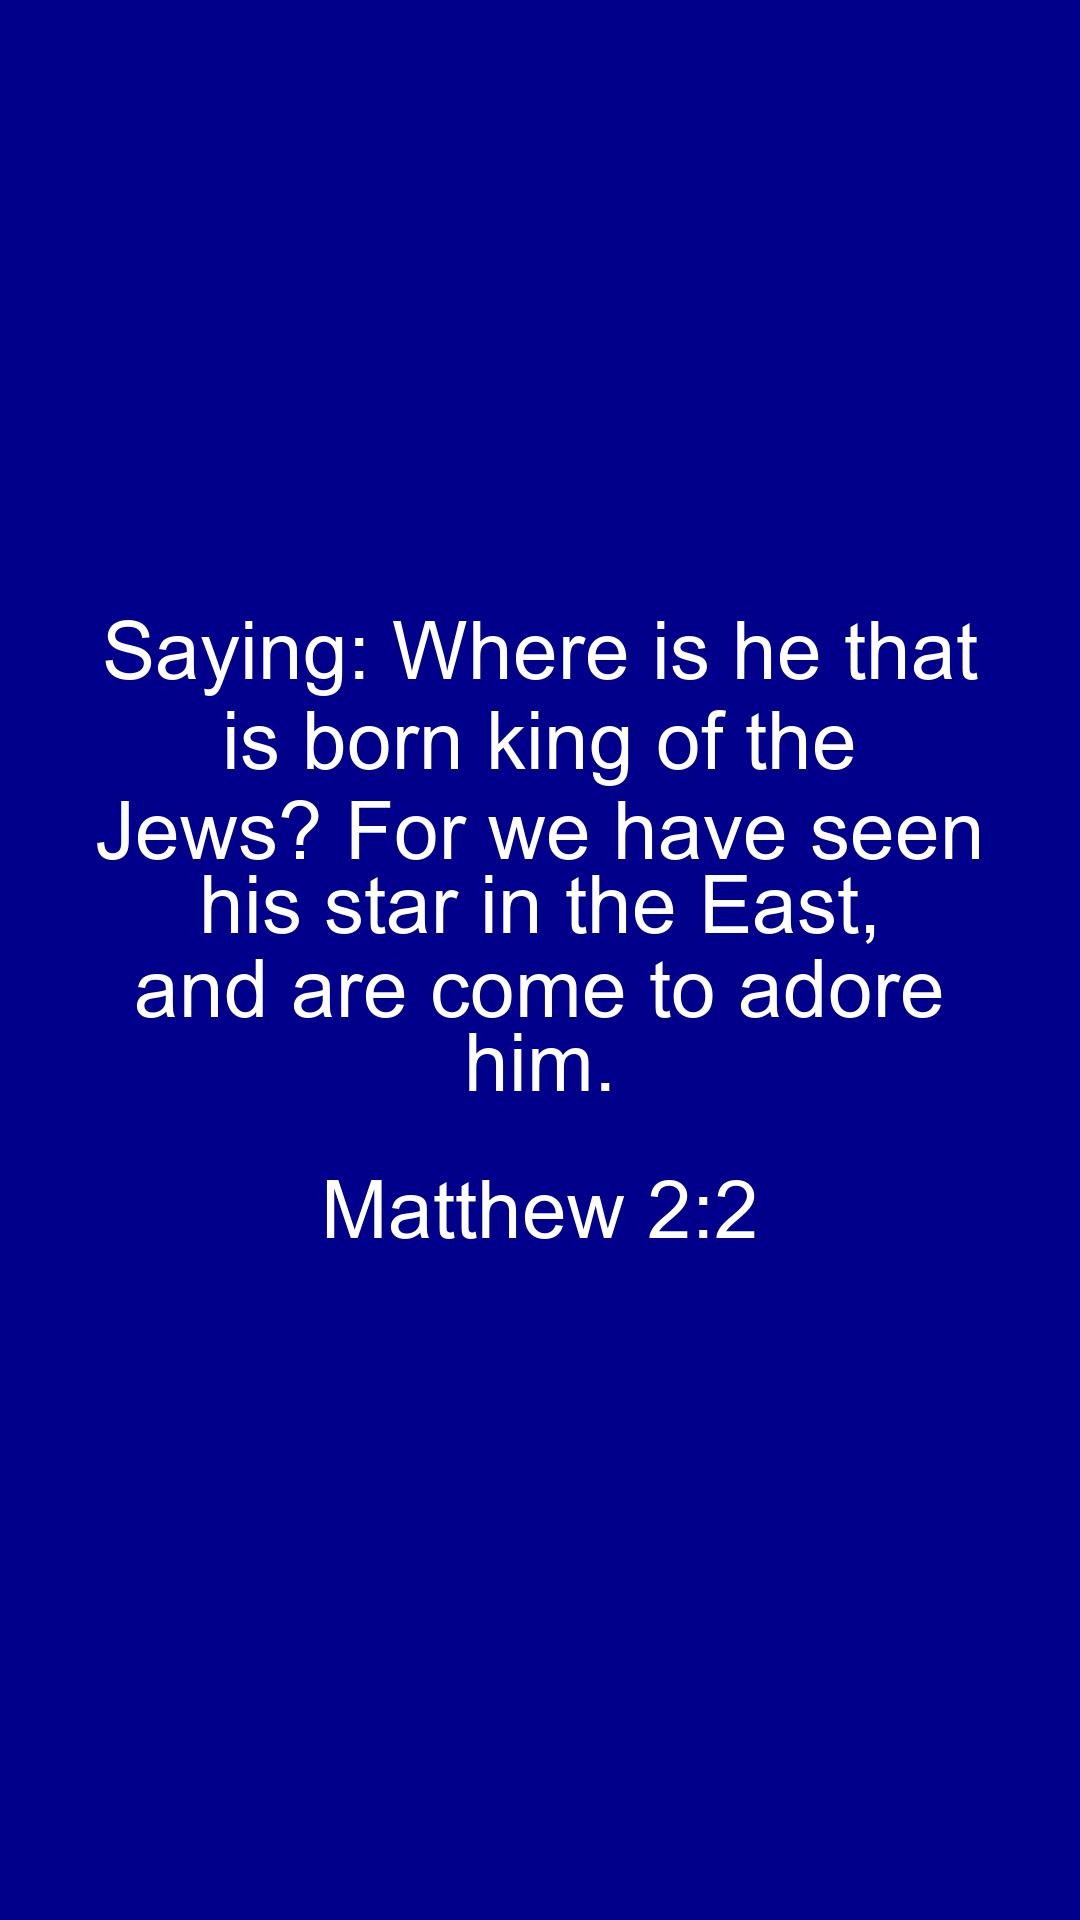 Saying: Where is he that
is born king of the
Jews? For we have seen
his star in the East,
and are come to adore
him.
Matthew 2:2